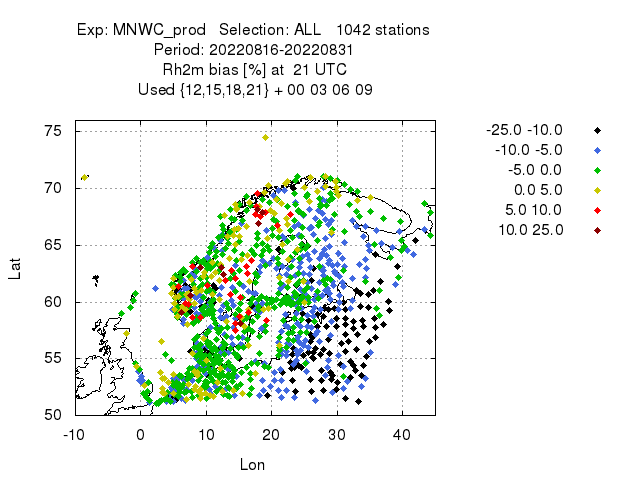 Exp: MNWC_prod   Selection: ALL   1042 stations
Period: 20220816-20220831
Rh2m bias [%] at  21 UTC
Used {12,15,18,21} + 00 03 06 09
-25.0 -10.0
-10.0 -5.0
-5.0 0.0
0.0 5.0
5.0 10.0
10.0 25.0
75
70
65
60
55
50
Lat
-10 0 10 20 30 40
Lon